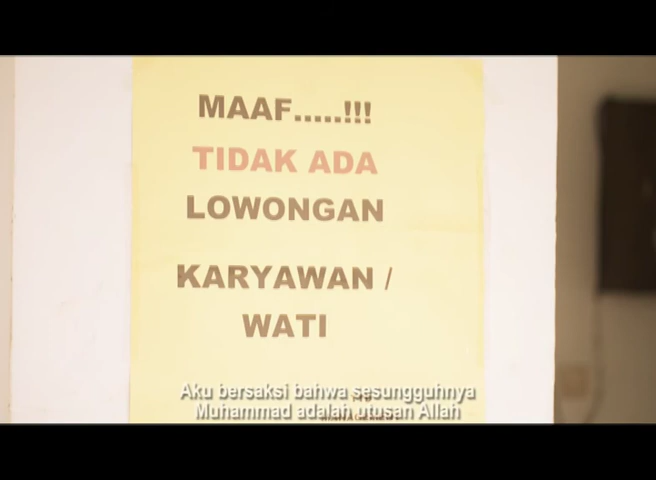 MAAF.....!!!
TIDAK ADA
LOWONGAN
KARYAWAN /
WATI
Aku bersaksi bahwa sesungguhnya
Muhammad adalah utusan Allah